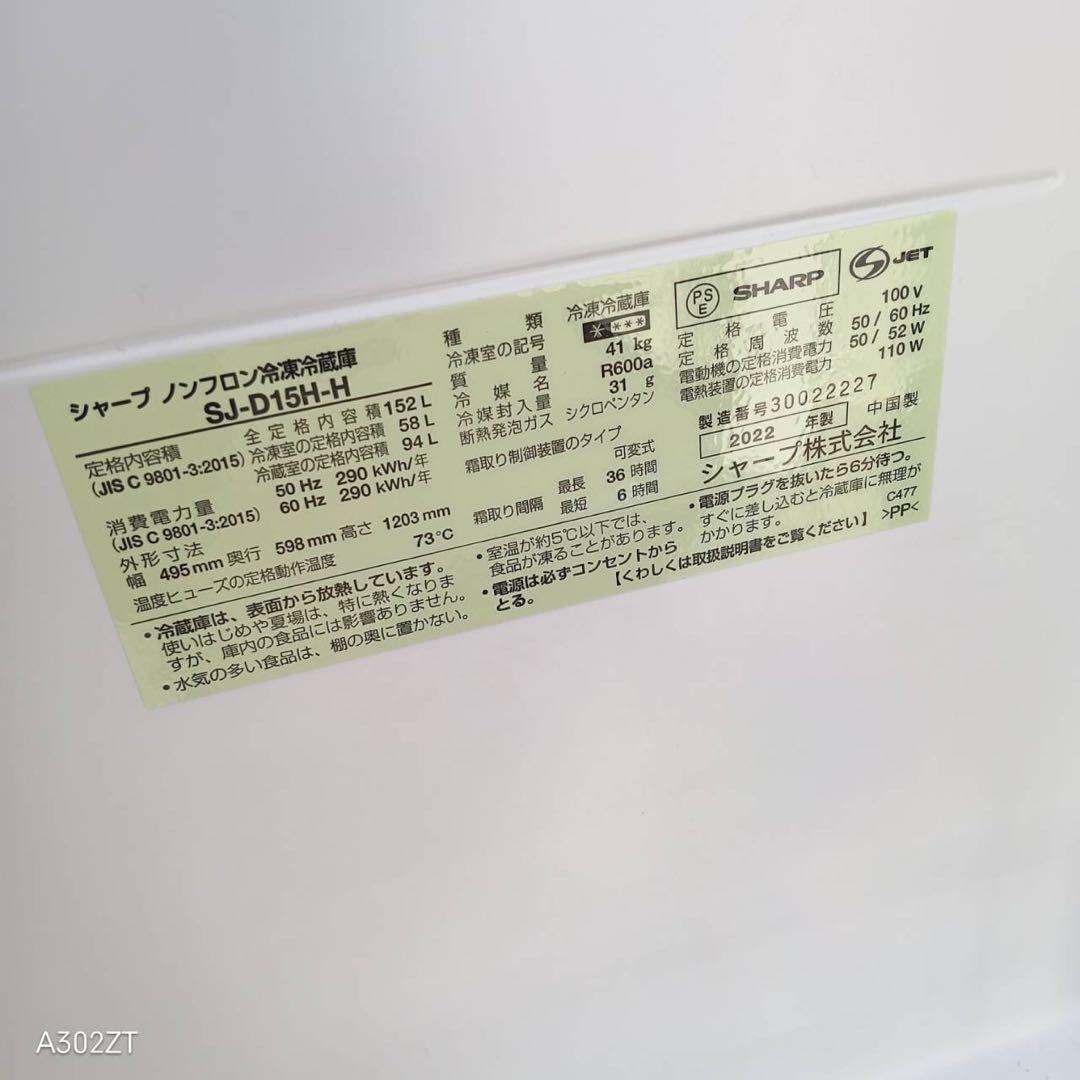 シャープ ノンフロン冷凍冷蔵庫
SJ-D15H-H
定格内容積
(JIS C 9801-3:2015)
全定格内容積 152 L
冷凍室の定格内容積 58 L
冷蔵室の定格内容積 94 L
消費電力量
(JIS C 9801-3:2015)
50 Hz 290 kWh/年
60 Hz 290 kWh/年
外形寸法
幅 495 mm 奥行 598 mm 高さ 1203 mm
温度ヒューズの定格動作温度 73℃
種類 冷凍冷蔵庫
冷凍室の記号 ****
質量 41 kg
冷媒名 R600a
冷媒封入量 31 g
断熱発泡ガス シクロペンタン
霜取り制御装置のタイプ
可変式
霜取り間隔 最長 36 時間
最短 6 時間
PS
E
SHARP
JET
定格電圧 100 V
定格周波数 50 / 60 Hz
電動機の定格消費電力 50 / 52 W
電熱装置の定格消費電力 110 W
製造番号 30022227
2022 年製 中国製
シャープ株式会社
• 冷蔵庫は、表面から放熱しています。
使いはじめや夏場は、特に熱くなりま
すが、庫内の食品には影響ありません。
• 水気の多い食品は、棚の奥に置かない。
• 室温が約5℃以下では、
食品が凍ることがあります。
• 電源は必ずコンセントから
とる。
• 電源プラグを抜いたら6分待つ。
すぐに差し込むと冷蔵庫に無理が
かかります。
C477
【くわしくは取扱説明書をご覧ください】 >PP<
A302ZT